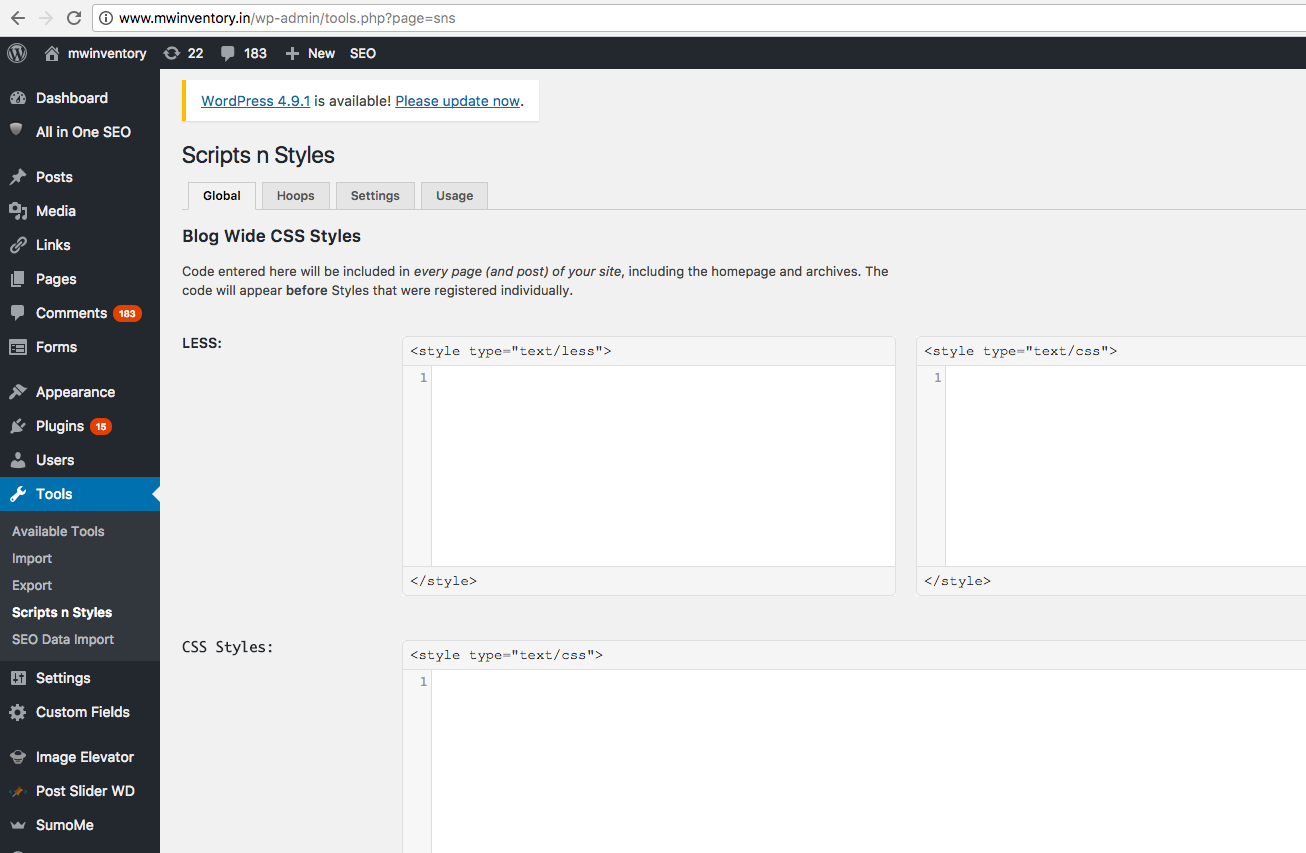 www.mwinventory.in/wp-admin/tools.php?page=sns
mwinventory 22 183 New SEO
Dashboard
All in One SEO
Posts
Media
Links
Pages
Comments 183
Forms
Appearance
Plugins 15
Users
Tools
Available Tools
Import
Export
Scripts n Styles
SEO Data Import
Settings
Custom Fields
Image Elevator
Post Slider WD
SumoMe
WordPress 4.9.1 is available! Please update now.
Scripts n Styles
Global Hoops Settings Usage
Blog Wide CSS Styles
Code entered here will be included in every page (and post) of your site, including the homepage and archives. The
code will appear before Styles that were registered individually.
LESS:
<style type="text/less">
1
</style>
<style type="text/css">
1
</style>
CSS Styles:
<style type="text/css">
1